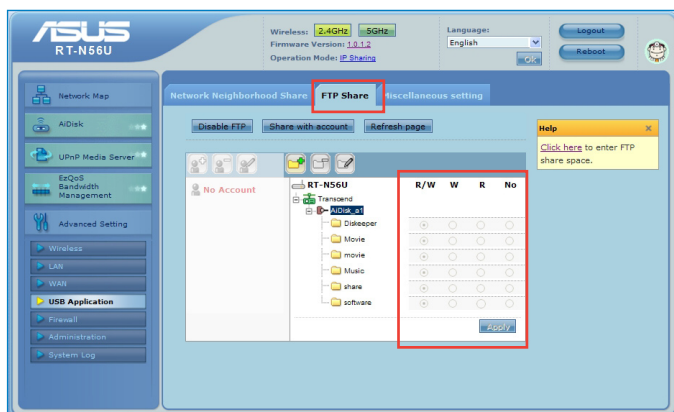 ASUS
RT-N56U
Wireless: 2.4GHz 5GHz
Firmware Version: 1.0.1.2
Operation Mode: IP Sharing
Language:
English
OK
Logout
Reboot
Network Map
AiDisk
UPnP Media Server
EzQoS
Bandwidth
Management
Advanced Setting
Wireless
LAN
WAN
USB Application
Firewall
Administration
System Log
Network Neighborhood Share FTP Share Miscellaneous setting
Disable FTP Share with account Refresh page
No Account
RT-N56U R/W W R No
Transcend
AiDisk_a1
Diskeeper
Movie
movie
Music
share
software
Apply
Help X
Click here to enter FTP
share space.